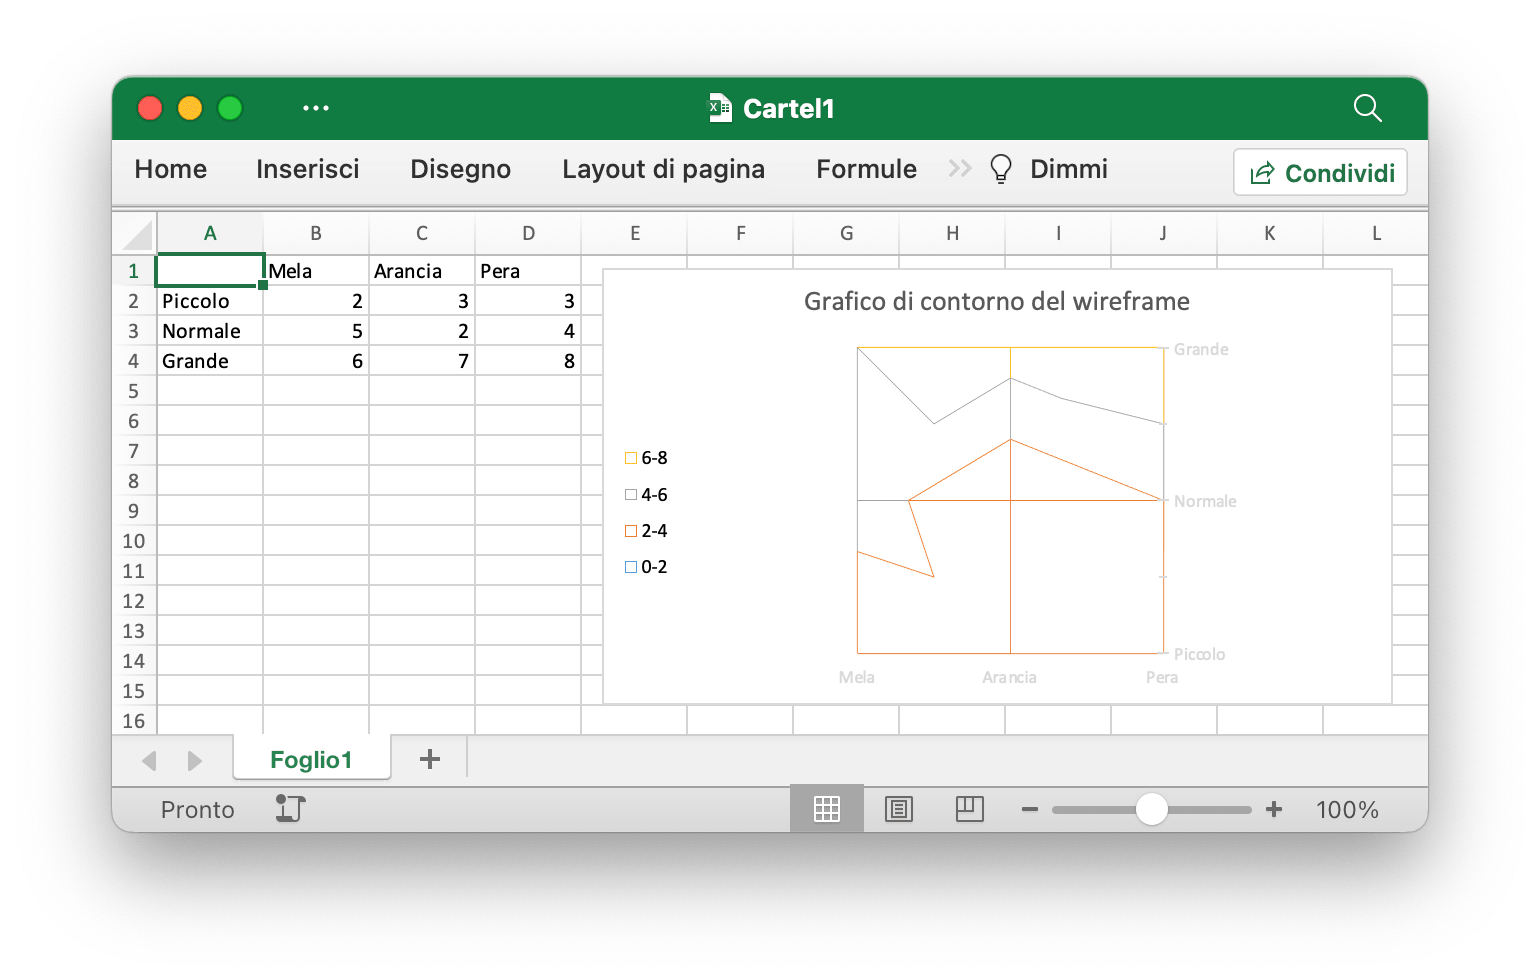 Cartel1
Home Inserisci Disegno Layout di pagina Formule Dimmi Condividi
A B C D E F G H I J K L
1 Mela Arancia Pera
2 Piccolo 2 3 3
3 Normale 5 2 4
4 Grande 6 7 8
5
6
7
8
9
10
11
12
13
14
15
16
Grafico di contorno del wireframe
Grande
Normale
Piccolo
6-8
4-6
2-4
0-2
Mela Arancia Pera
Foglio1
Pronto 100%